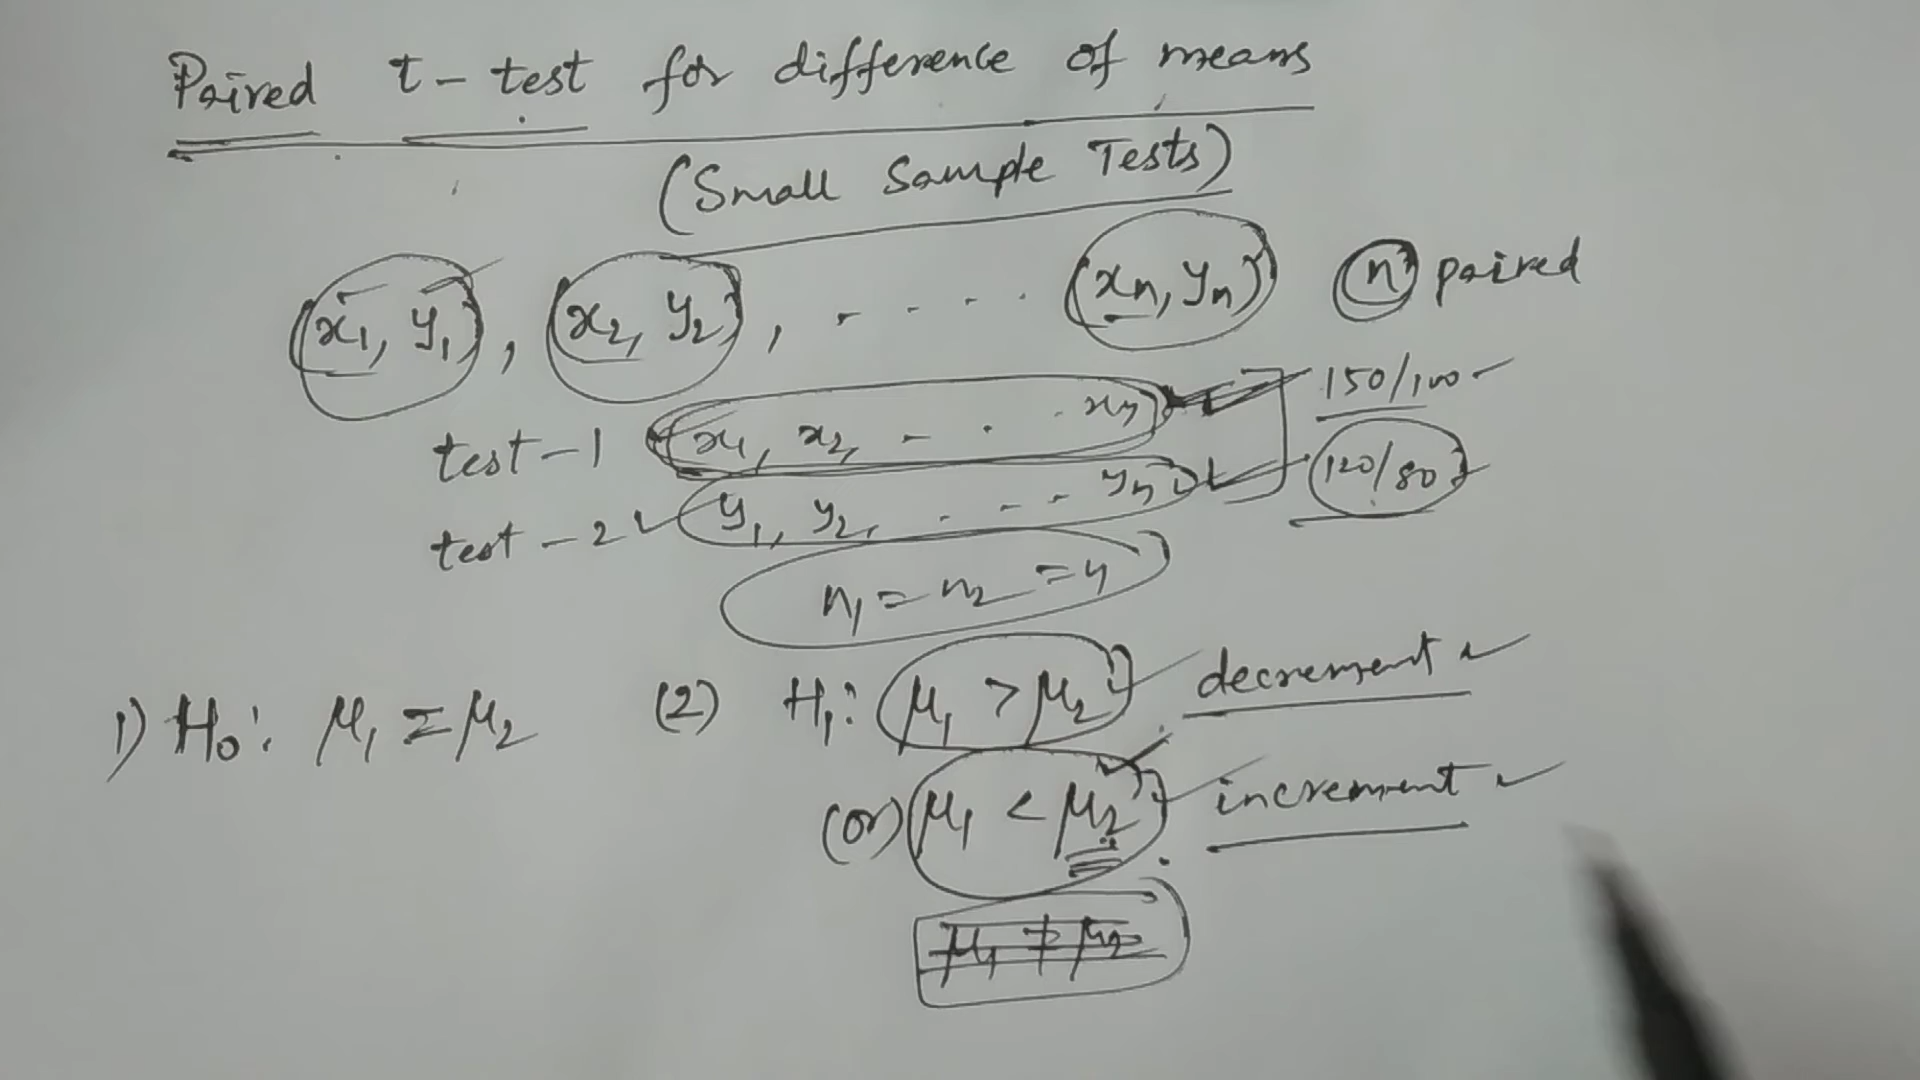 Paired t-test for difference of means
(Small Sample Tests)
(x₁, y₁), (x₂, y₂), . - . . . . (xₙ, yₙ) n paired
test-1 x₁, x₂, - . . xₙ 150/100
test-2 y₁, y₂, . . - - yₙ 120/80
n₁ = n₂ = n
1) H₀: μ₁ = μ₂ (2) H₁: μ₁ > μ₂ decrement
(or) μ₁ < μ₂ increment
μ₁ ≠ μ₂